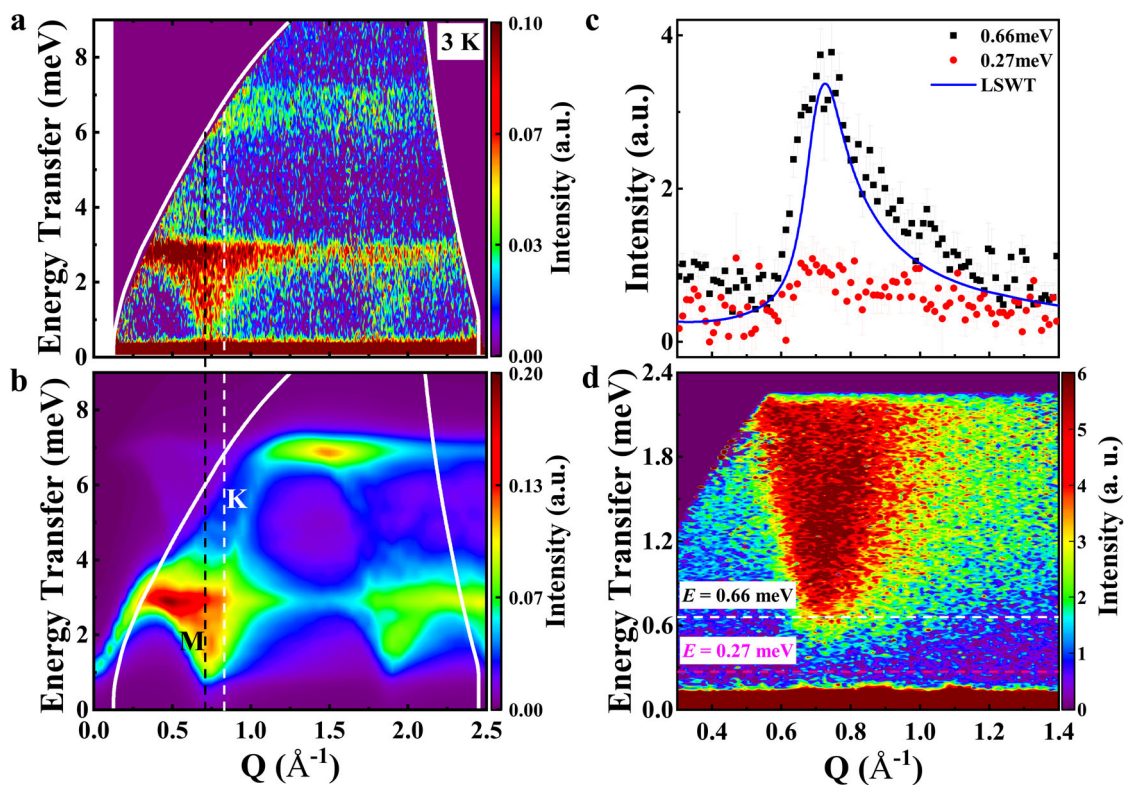 a
3 K
Energy Transfer (meV)
8
6
4
2
0
0.10
0.07
0.03
0.00
Intensity (a.u.)
b
K
M
Energy Transfer (meV)
8
6
4
2
0
0.0 0.5 1.0 1.5 2.0 2.5
Q (Å⁻¹)
0.20
0.13
0.07
0.00
Intensity (a.u.)
c
0.66meV
0.27meV
LSWT
Intensity (a.u.)
4
2
0
d
E = 0.66 meV
E = 0.27 meV
Energy Transifer (meV)
2.4
1.8
1.2
0.6
0.0
0.4 0.6 0.8 1.0 1.2 1.4
Q (Å⁻¹)
6
5
4
3
2
1
0
Intensity (a. u.)